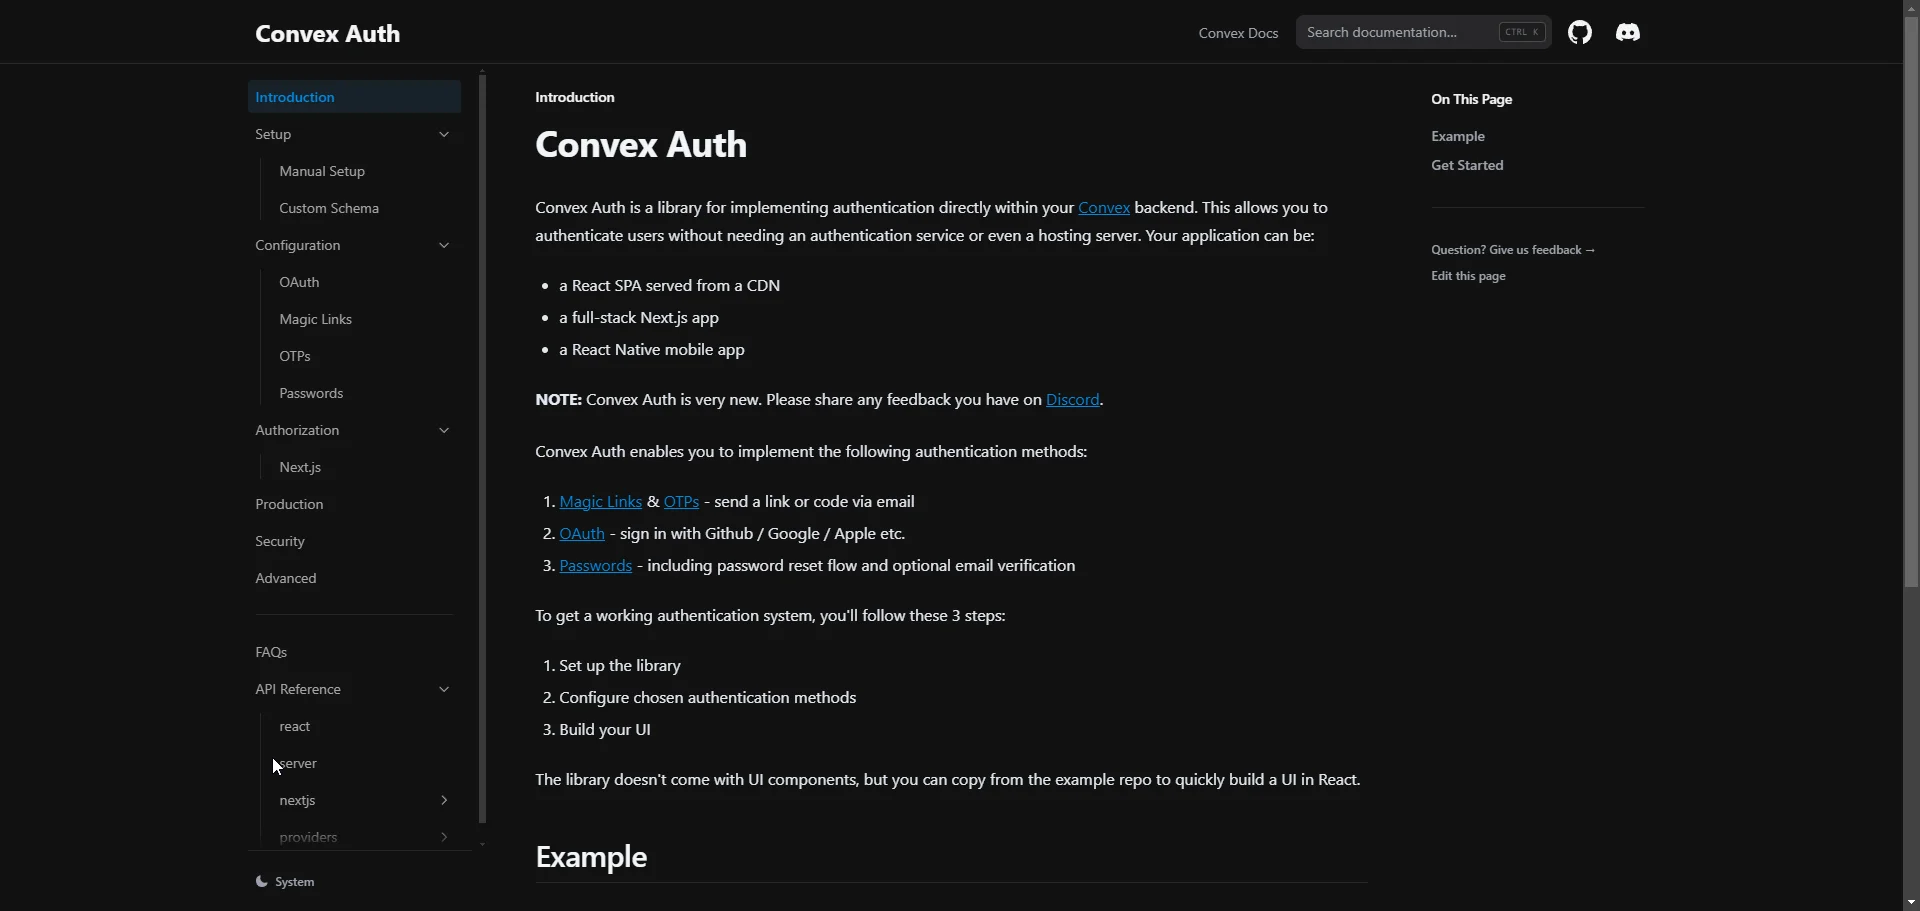 Convex Auth
Convex Docs
Search documentation...
CTRL K
Introduction
Setup
Manual Setup
Custom Schema
Configuration
OAuth
Magic Links
OTPs
Passwords
Authorization
Next.js
Production
Security
Advanced
FAQs
API Reference
react
server
nextjs
providers
System
Introduction
Convex Auth
Convex Auth is a library for implementing authentication directly within your Convex backend. This allows you to
authenticate users without needing an authentication service or even a hosting server. Your application can be:
• a React SPA served from a CDN
• a full-stack Next.js app
• a React Native mobile app
NOTE: Convex Auth is very new. Please share any feedback you have on Discord.
Convex Auth enables you to implement the following authentication methods:
1. Magic Links & OTPs - send a link or code via email
2. OAuth - sign in with Github / Google / Apple etc.
3. Passwords - including password reset flow and optional email verification
To get a working authentication system, you'll follow these 3 steps:
1. Set up the library
2. Configure chosen authentication methods
3. Build your UI
The library doesn't come with UI components, but you can copy from the example repo to quickly build a UI in React.
Example
On This Page
Example
Get Started
Question? Give us feedback →
Edit this page